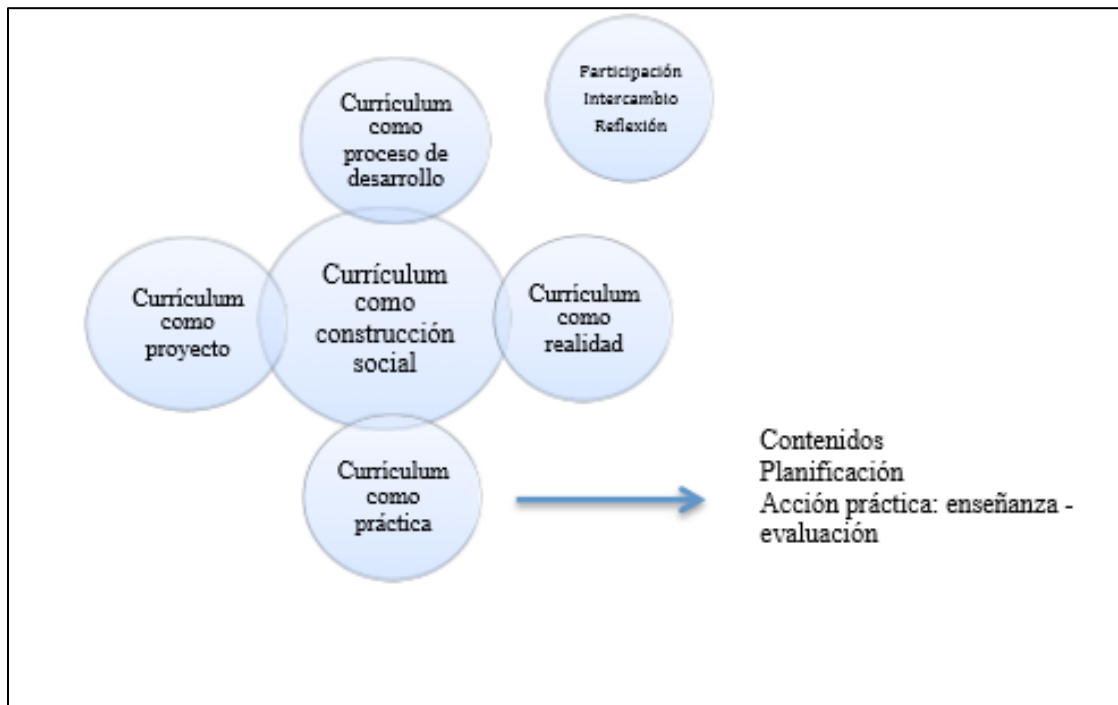 Participación
Intercambio
Reflexión
Currículum
como
proceso de
desarrollo
Currículum
como
proyecto
Currículum
como
construcción
social
Currículum
como
realidad
Currículum
como
práctica
Contenidos
Planificación
Acción práctica: enseñanza -
evaluación